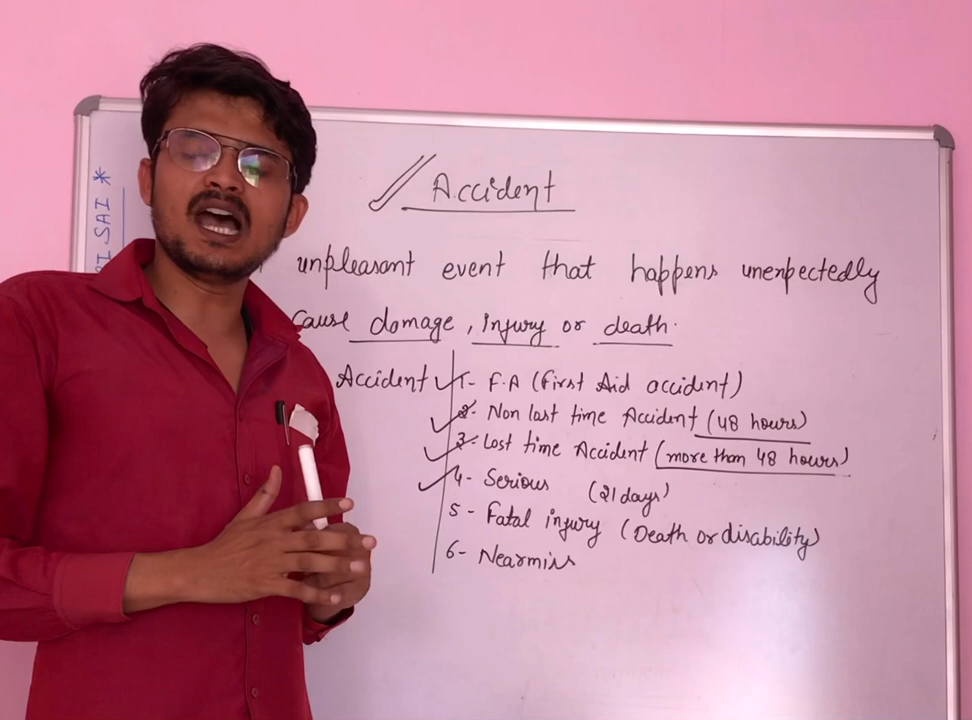 Accident
unpleasant event that happens unexpectedly
cause domage, injury or death.
Accident 1- F.A (First Aid accident)
2- Non last time Accident (48 hours)
3- Lost time Accident (more than 48 hours)
4- Serious (21 days)
5- Fatal injury (Death or disability)
6- Nearmiss
SAI *